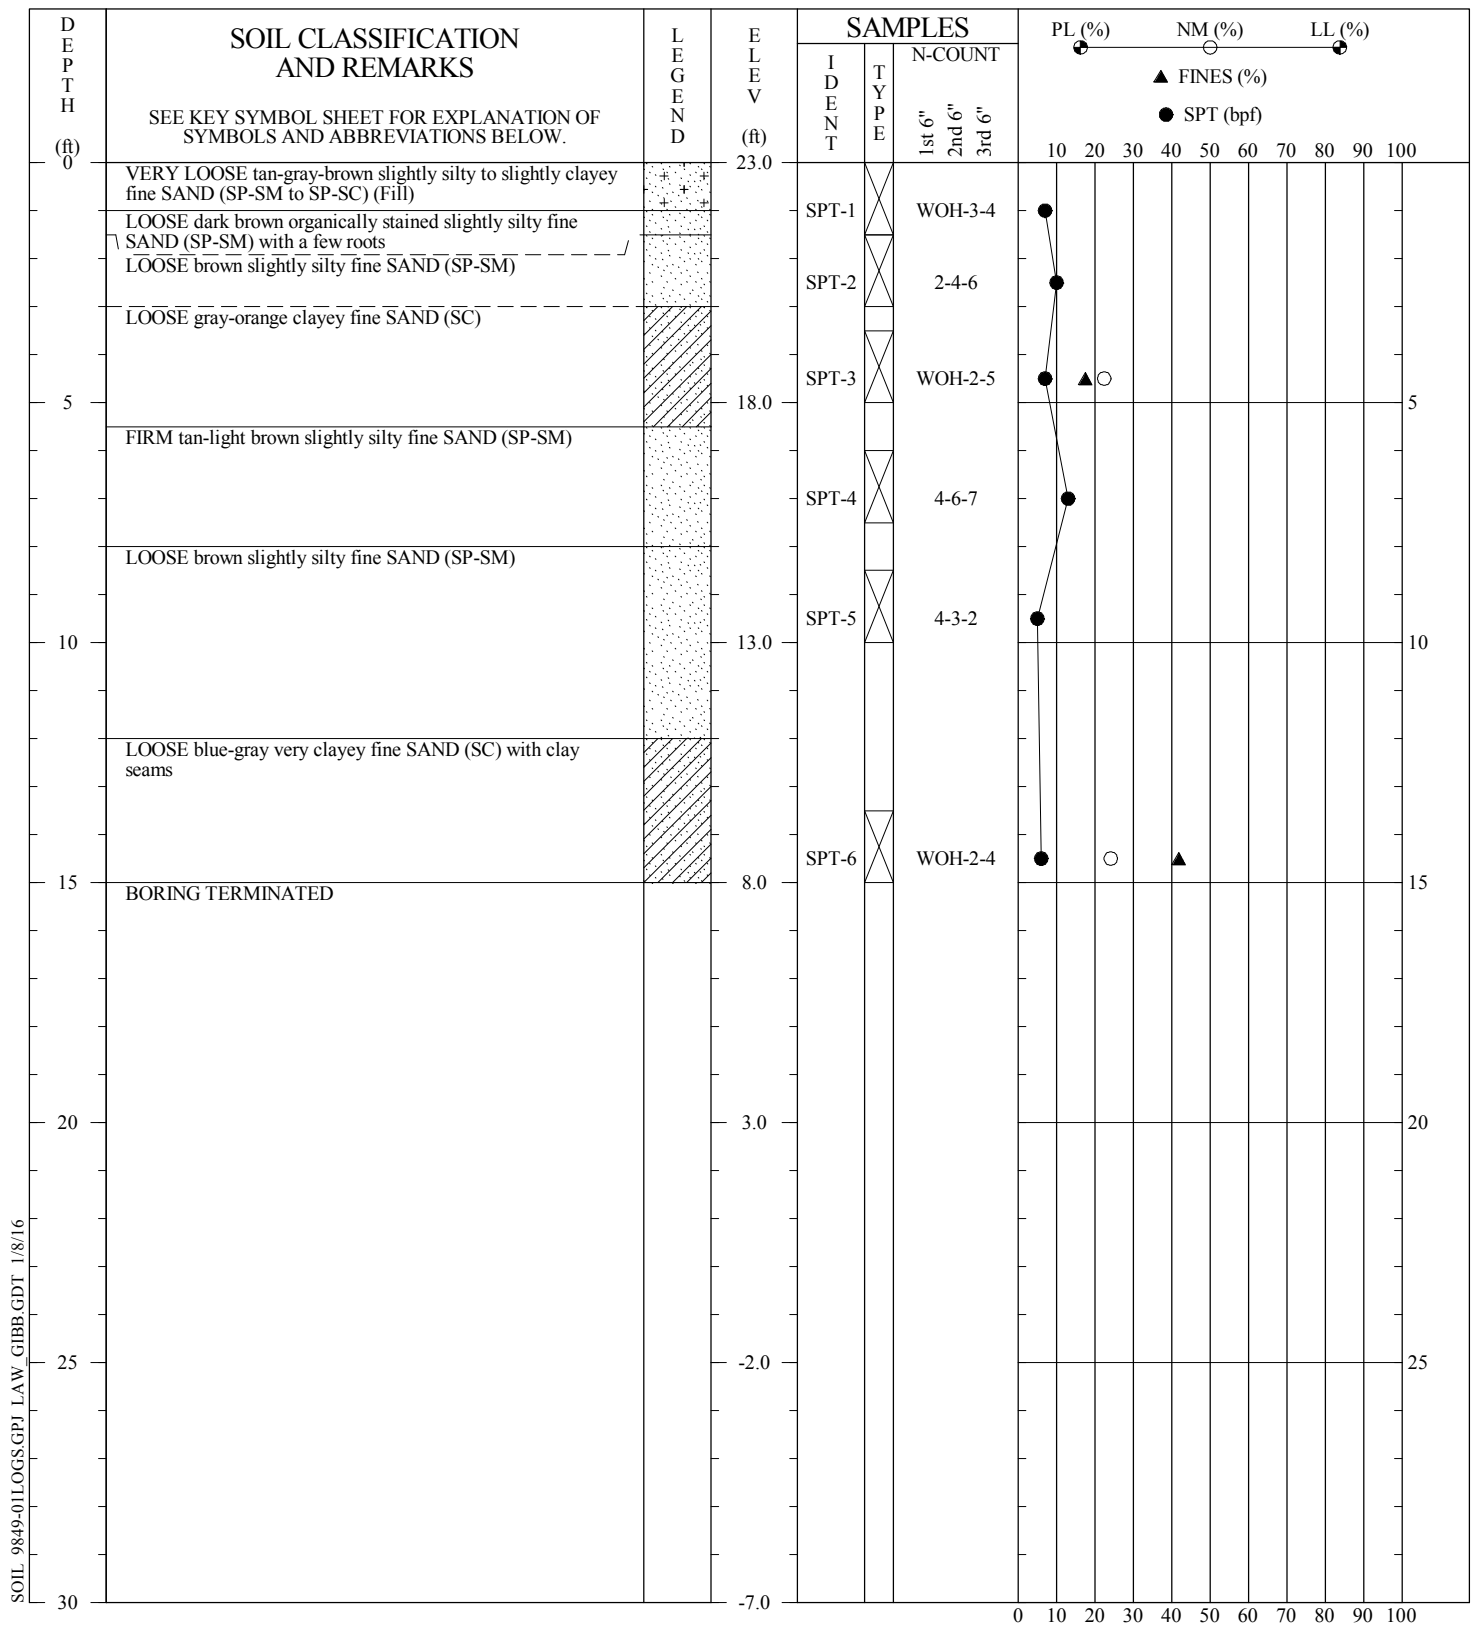 DEPTH
(ft)
SOIL CLASSIFICATION
AND REMARKS
SEE KEY SYMBOL SHEET FOR EXPLANATION OF
SYMBOLS AND ABBREVIATIONS BELOW.
LEGEND
ELEV
(ft)
SAMPLES
IDENT
TYPE
N-COUNT
1st 6"
2nd 6"
3rd 6"
PL (%) NM (%) LL (%)
FINES (%)
SPT (bpf)
10 20 30 40 50 60 70 80 90 100
0
VERY LOOSE tan-gray-brown slightly silty to slightly clayey
fine SAND (SP-SM to SP-SC) (Fill)
23.0
SPT-1 WOH-3-4
LOOSE dark brown organically stained slightly silty fine
SAND (SP-SM) with a few roots
LOOSE brown slightly silty fine SAND (SP-SM)
SPT-2 2-4-6
LOOSE gray-orange clayey fine SAND (SC)
SPT-3 WOH-2-5
5 18.0 5
FIRM tan-light brown slightly silty fine SAND (SP-SM)
SPT-4 4-6-7
LOOSE brown slightly silty fine SAND (SP-SM)
SPT-5 4-3-2
10 13.0 10
LOOSE blue-gray very clayey fine SAND (SC) with clay
seams
SPT-6 WOH-2-4
15 8.0 15
BORING TERMINATED
20 3.0 20
25 -2.0 25
30 -7.0
0 10 20 30 40 50 60 70 80 90 100
SOIL 9849-01LOGS.GPJ LAW_GIBB.GDT 1/8/16